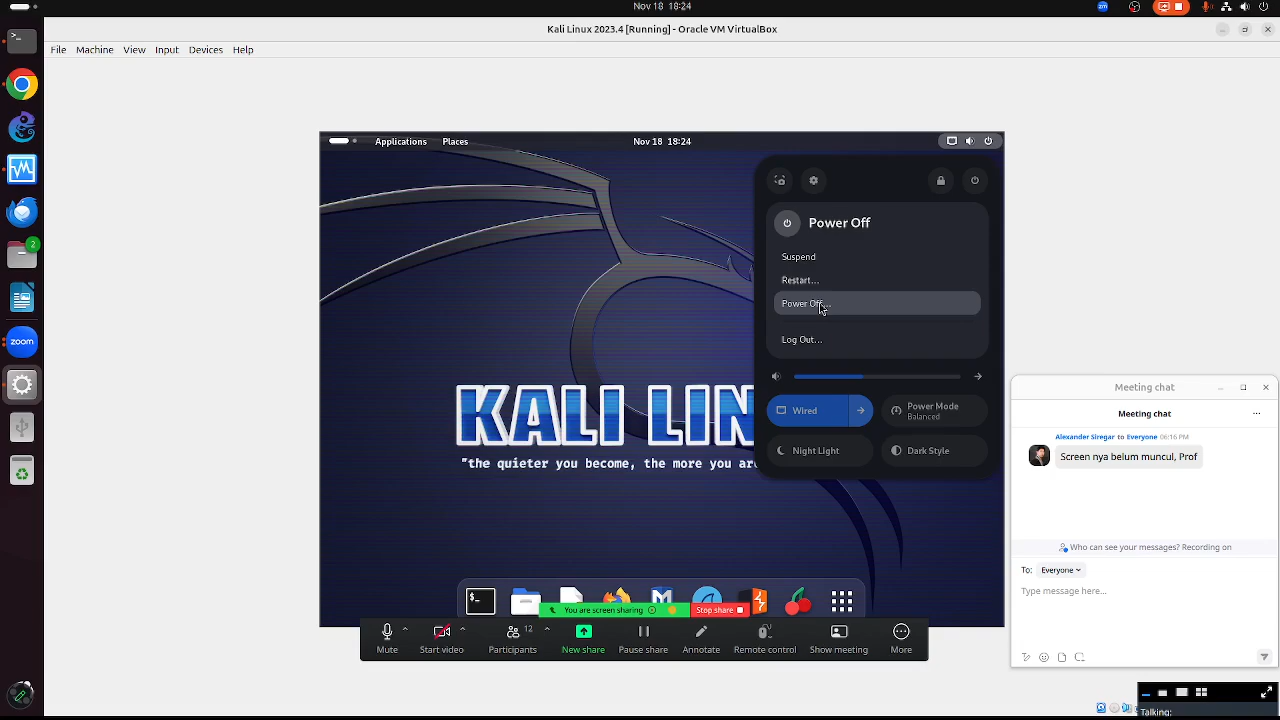 Nov 18 18:24
zm
Kali Linux 2023.4 [Running] - Oracle VM VirtualBox
File Machine View Input Devices Help
Applications Places Nov 18 18:24
Power Off
Suspend
Restart...
Power Off...
Log Out...
Wired
Power Mode
Balanced
Night Light
Dark Style
KALI LIN
"the quieter you become, the more you are
2
zoom
You are screen sharing
Stop share
12
Mute Start video Participants New share Pause share Annotate Remote control Show meeting More
Meeting chat
Meeting chat
Alexander Siregar to Everyone 06:16 PM
Screen nya belum muncul, Prof
Who can see your messages? Recording on
To: Everyone
Type message here...
Talking: